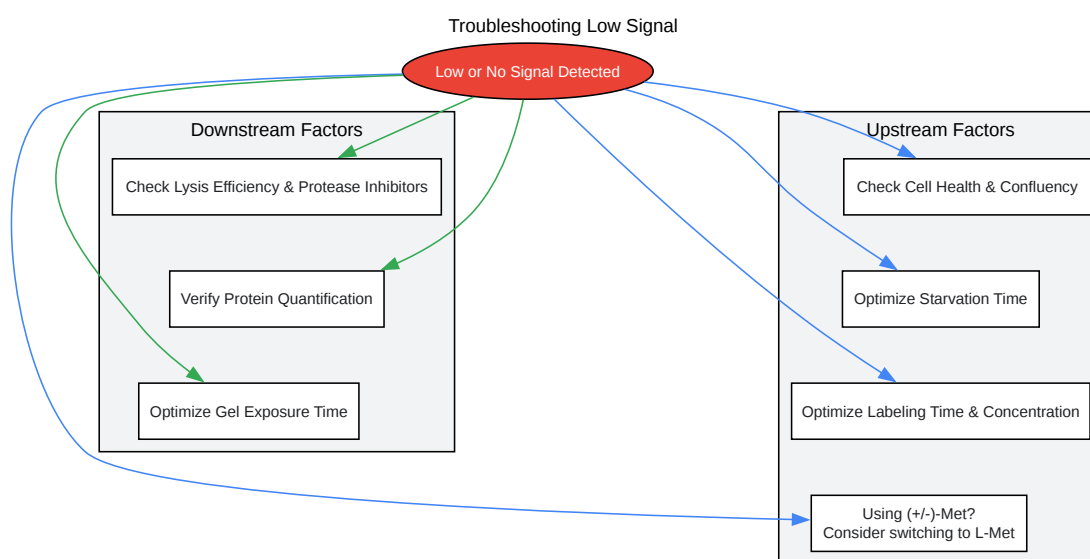 Troubleshooting Low Signal
Low or No Signal Detected
Downstream Factors
Check Lysis Efficiency & Protease Inhibitors
Verify Protein Quantification
Optimize Gel Exposure Time
Upstream Factors
Check Cell Health & Confluency
Optimize Starvation Time
Optimize Labeling Time & Concentration
Using (+/-)-Met?
Consider switching to L-Met